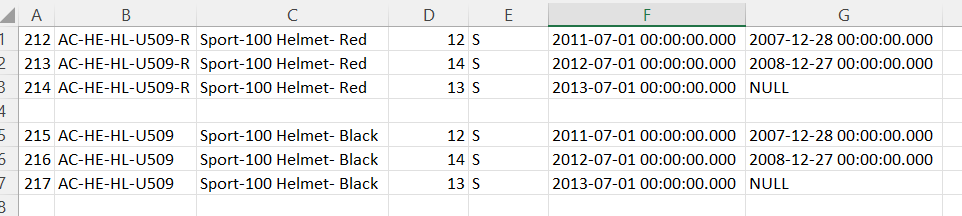 A B C D E F G
1 212 AC-HE-HL-U509-R Sport-100 Helmet- Red 12 S 2011-07-01 00:00:00.000 2007-12-28 00:00:00.000
2 213 AC-HE-HL-U509-R Sport-100 Helmet- Red 14 S 2012-07-01 00:00:00.000 2008-12-27 00:00:00.000
3 214 AC-HE-HL-U509-R Sport-100 Helmet- Red 13 S 2013-07-01 00:00:00.000 NULL
4
5 215 AC-HE-HL-U509 Sport-100 Helmet- Black 12 S 2011-07-01 00:00:00.000 2007-12-28 00:00:00.000
6 216 AC-HE-HL-U509 Sport-100 Helmet- Black 14 S 2012-07-01 00:00:00.000 2008-12-27 00:00:00.000
7 217 AC-HE-HL-U509 Sport-100 Helmet- Black 13 S 2013-07-01 00:00:00.000 NULL
8